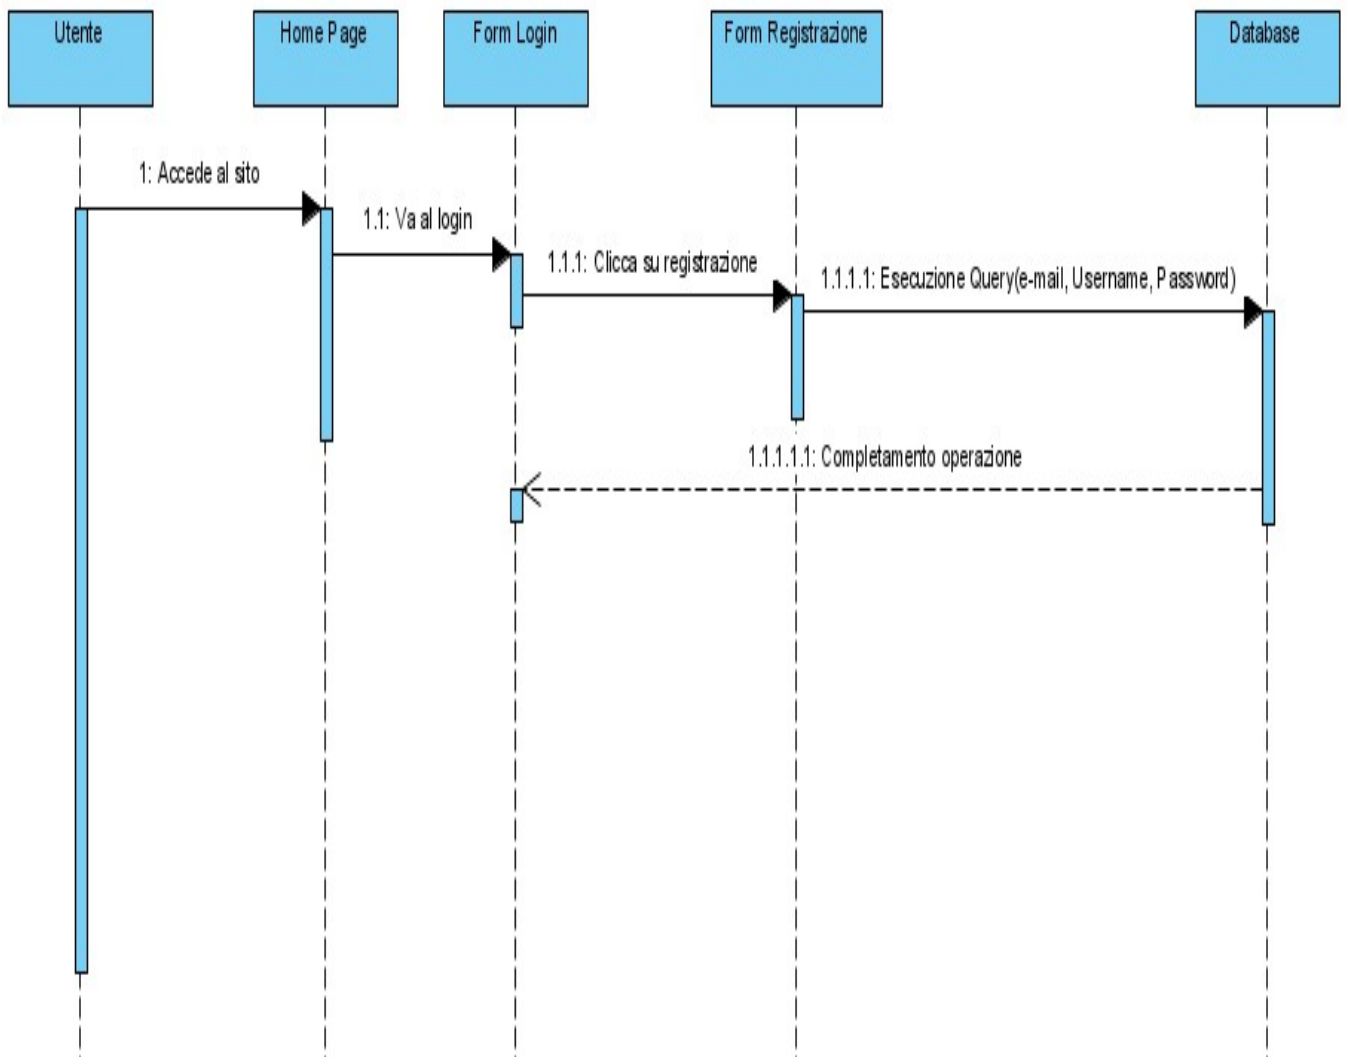 Utente
Home Page
Form Login
Form Registrazione
Database
1: Accede al sito
1.1: Va al login
1.1.1: Clicca su registrazione
1.1.1.1: Esecuzione Query(e-mail, Username, Password)
1.1.1.1.1: Completamento operazione